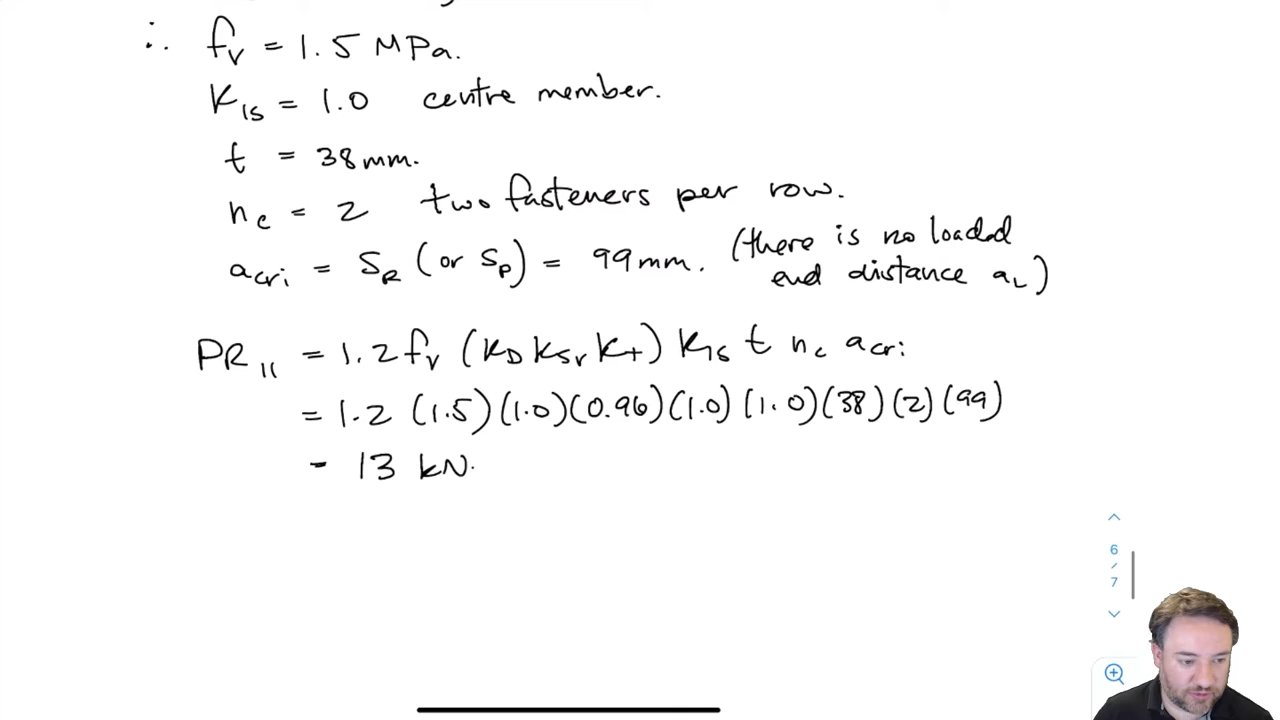 ∴ fv = 1.5 MPa.
K1s = 1.0 centre member.
t = 38mm.
nc = 2 two fasteners per row.
acri = SR (or Sp) = 99mm. (there is no loaded
end distance aL)
PR11 = 1.2 fv (KD KSv KT) K1s t nc acri
= 1.2 (1.5)(1.0)(0.96)(1.0)(1.0)(38)(2)(99)
= 13 kN.
6
/
7